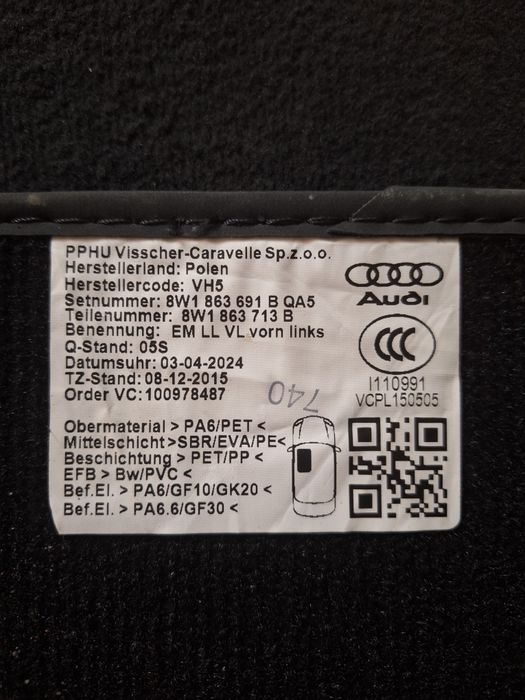 PPHU Visscher-Caravelle Sp.z.o.o.
Herstellerland: Polen
Herstellercode: VH5
Setnummer: 8W1 863 691 B QA5
Teilenummer: 8W1 863 713 B
Benennung: EM LL VL vorn links
Q-Stand: 05S
Datumsuhr: 03-04-2024
TZ-Stand: 08-12-2015
Order VC:100978487
740
Audi
CCC
I110991
VCPL150505
Obermaterial > PA6/PET <
Mittelschicht >SBR/EVA/PE<
Beschichtung > PET/PP <
EFB > Bw/PVC <
Bef.El. > PA6/GF10/GK20 <
Bef.El. > PA6.6/GF30 <